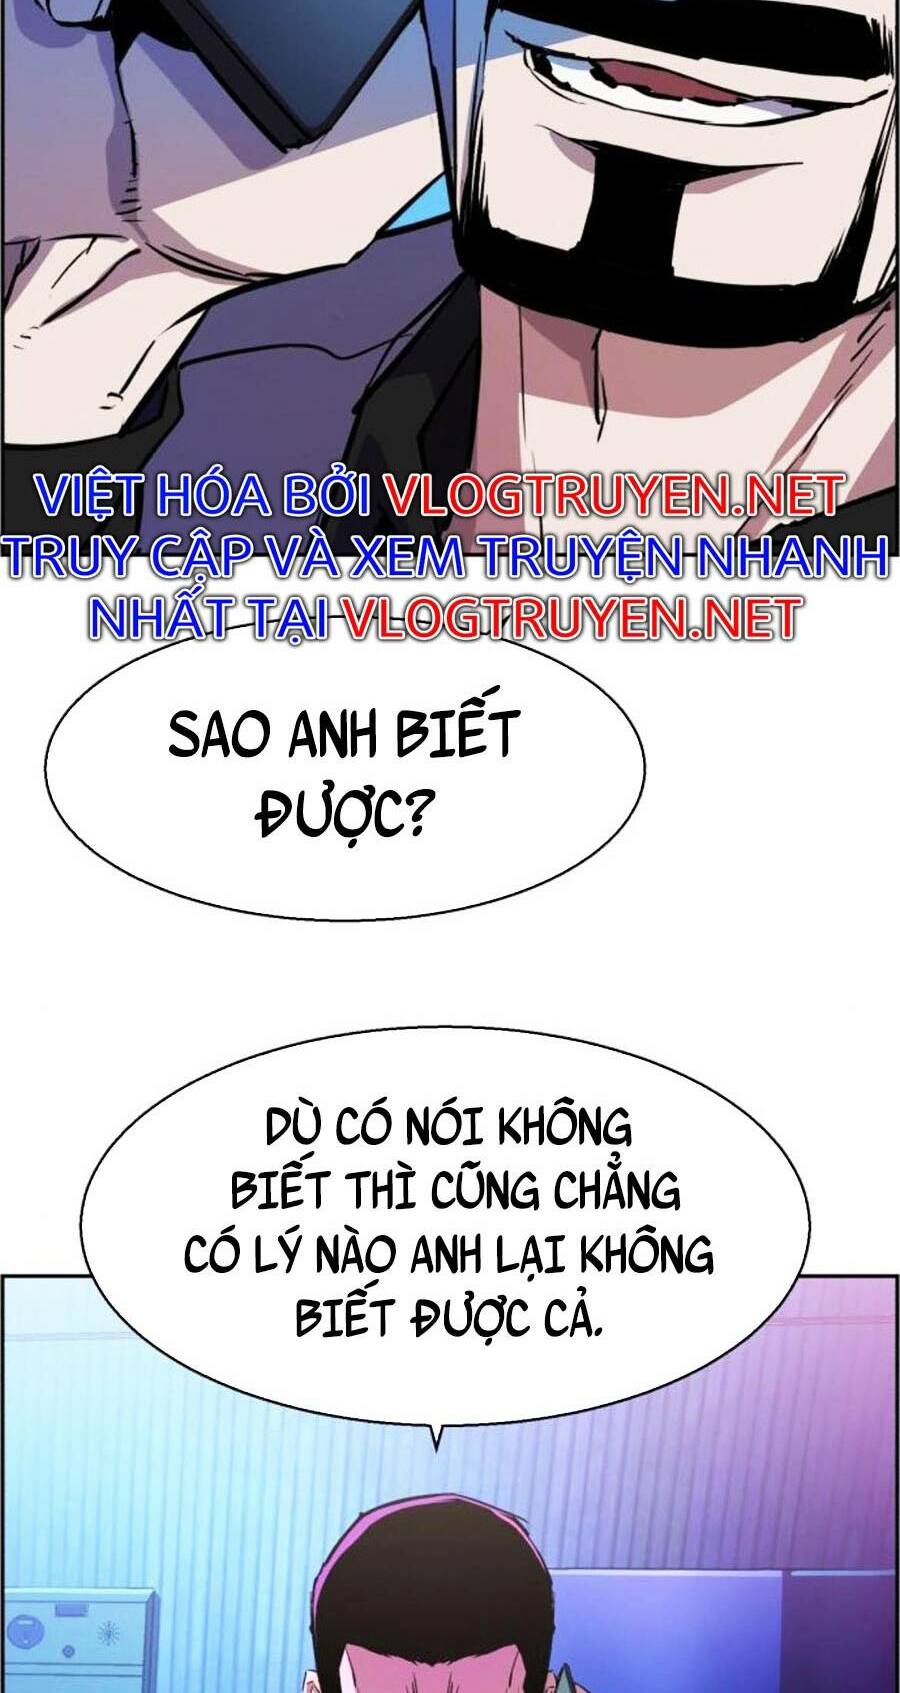 VIỆT HÓA BỞI VLOGTRUYEN.NET
TRUY CẬP VÀ XEM TRUYỆN NHANH
NHẤT TẠI VLOGTRUYEN.NET
SAO ANH BIẾT
ĐƯỢC?
DÙ CÓ NÓI KHÔNG
BIẾT THÌ CŨNG CHẲNG
CÓ LÝ NÀO ANH LẠI KHÔNG
BIẾT ĐƯỢC CẢ.